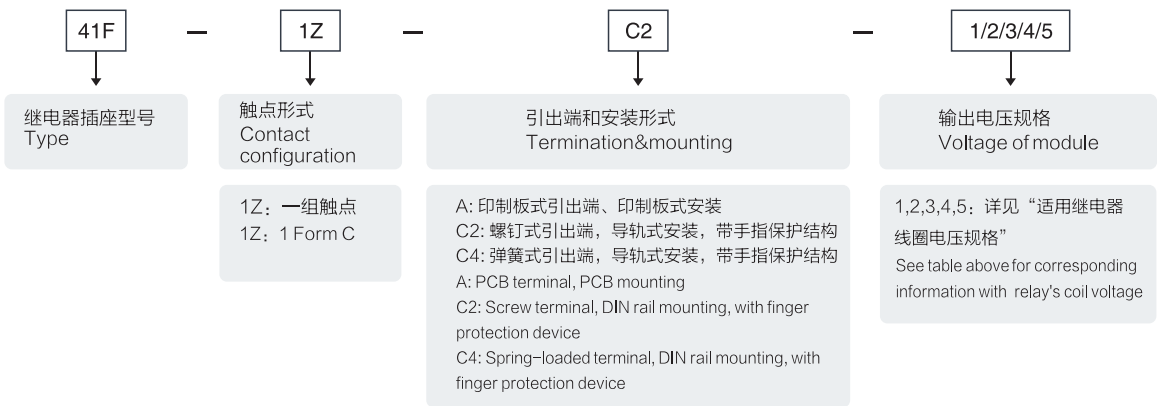 41F — 1Z — C2 — 1/2/3/4/5
继电器插座型号
Type
触点形式
Contact
configuration
引出端和安装形式
Termination&mounting
输出电压规格
Voltage of module
1Z：一组触点
1Z：1 Form C
A: 印制板式引出端、印制板式安装
C2: 螺钉式引出端，导轨式安装，带手指保护结构
C4: 弹簧式引出端，导轨式安装，带手指保护结构
A: PCB terminal, PCB mounting
C2: Screw terminal, DIN rail mounting, with finger
protection device
C4: Spring-loaded terminal, DIN rail mounting, with
finger protection device
1,2,3,4,5：详见“适用继电器
线圈电压规格”
See table above for corresponding
information with relay's coil voltage